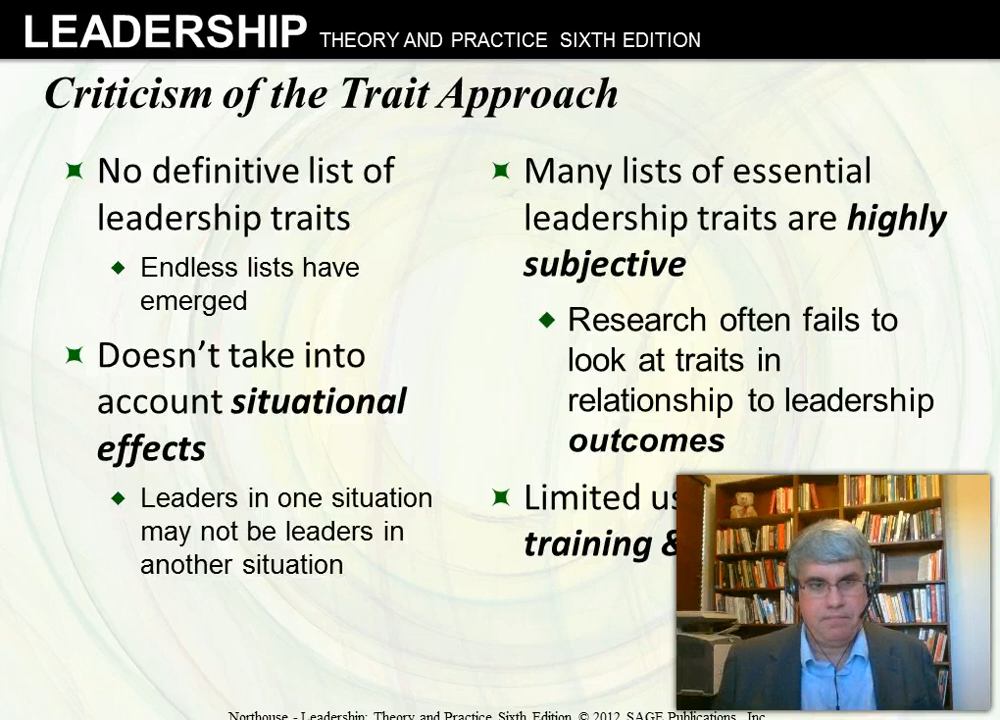 LEADERSHIP THEORY AND PRACTICE SIXTH EDITION
Criticism of the Trait Approach
No definitive list of
leadership traits
Endless lists have
emerged
Doesn't take into
account situational
effects
Leaders in one situation
may not be leaders in
another situation
Many lists of essential
leadership traits are highly
subjective
Research often fails to
look at traits in
relationship to leadership
outcomes
Limited
training &
Northouse - Leadership: Theory and Practice Sixth Edition © 2012 SAGE Publications, Inc.